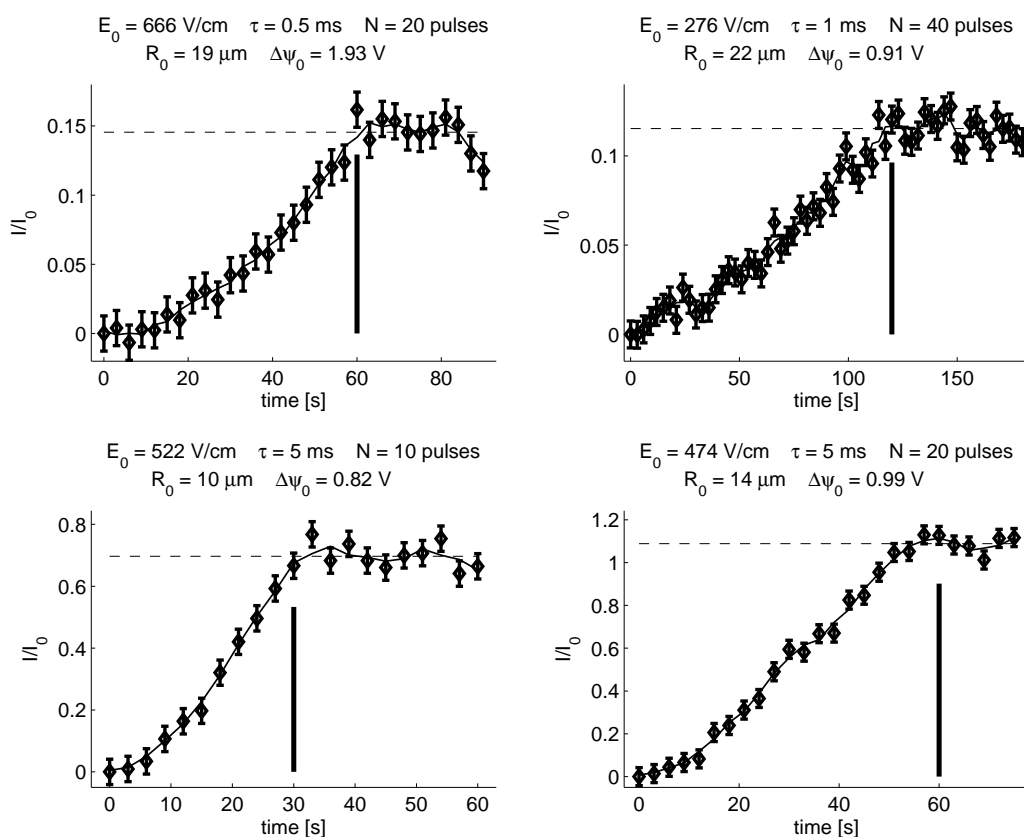 E0 = 666 V/cm τ = 0.5 ms N = 20 pulses
R0 = 19 μm Δψ0 = 1.93 V
0.15
0.1
0.05
0
I/I0
0 20 40 60 80
time [s]
E0 = 276 V/cm τ = 1 ms N = 40 pulses
R0 = 22 μm Δψ0 = 0.91 V
0.1
0.05
0
I/I0
0 50 100 150
time [s]
E0 = 522 V/cm τ = 5 ms N = 10 pulses
R0 = 10 μm Δψ0 = 0.82 V
0.8
0.6
0.4
0.2
0
I/I0
0 10 20 30 40 50 60
time [s]
E0 = 474 V/cm τ = 5 ms N = 20 pulses
R0 = 14 μm Δψ0 = 0.99 V
1.2
1
0.8
0.6
0.4
0.2
0
I/I0
0 20 40 60
time [s]